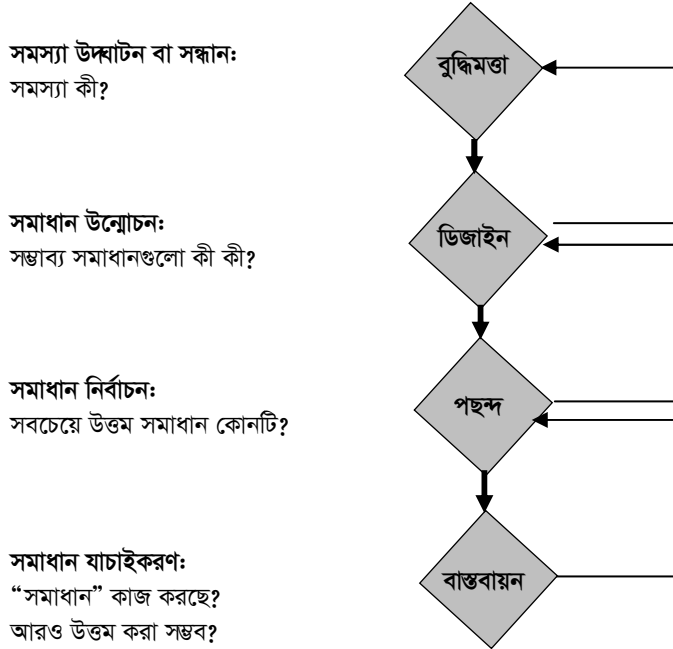 সমস্যা উদ্ঘাটন বা সন্ধান:
সমস্যা কী?
বুদ্ধিমত্তা
সমাধান উন্মোচন:
সম্ভাব্য সমাধানগুলো কী কী?
ডিজাইন
সমাধান নির্বাচন:
সবচেয়ে উত্তম সমাধান কোনটি?
পছন্দ
সমাধান যাচাইকরণ:
“সমাধান” কাজ করছে?
আরও উত্তম করা সম্ভব?
বাস্তবায়ন